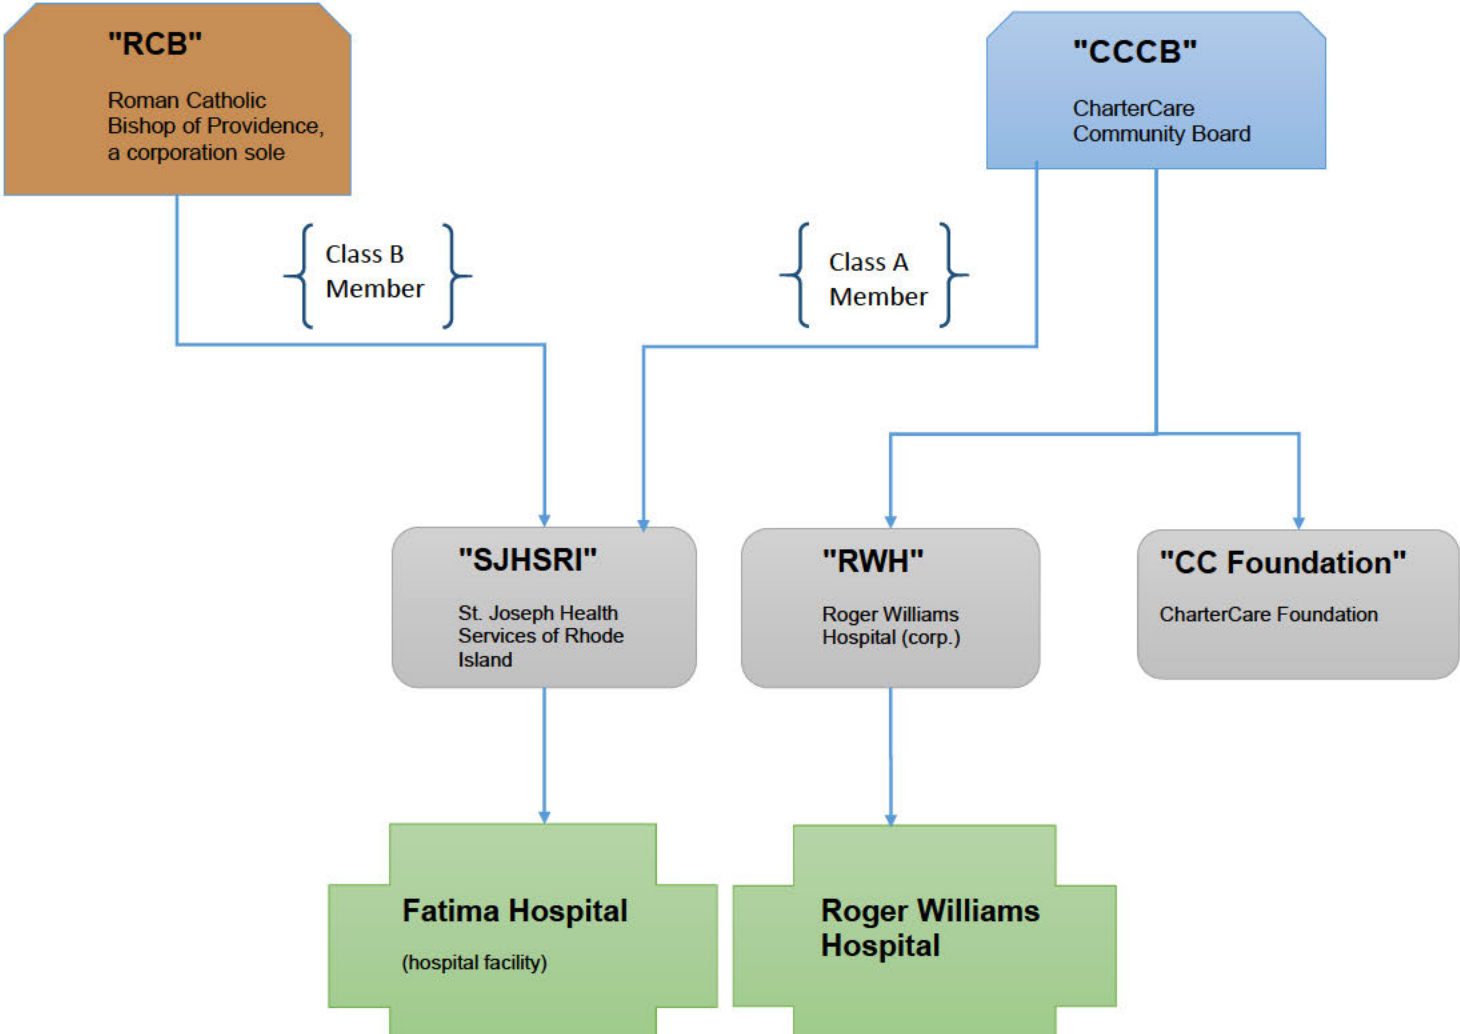 "RCB"
Roman Catholic
Bishop of Providence,
a corporation sole
"CCCB"
CharterCare
Community Board
Class B
Member
Class A
Member
"SJHSRI"
St. Joseph Health
Services of Rhode
Island
"RWH"
Roger Williams
Hospital (corp.)
"CC Foundation"
CharterCare Foundation
Fatima Hospital
(hospital facility)
Roger Williams
Hospital